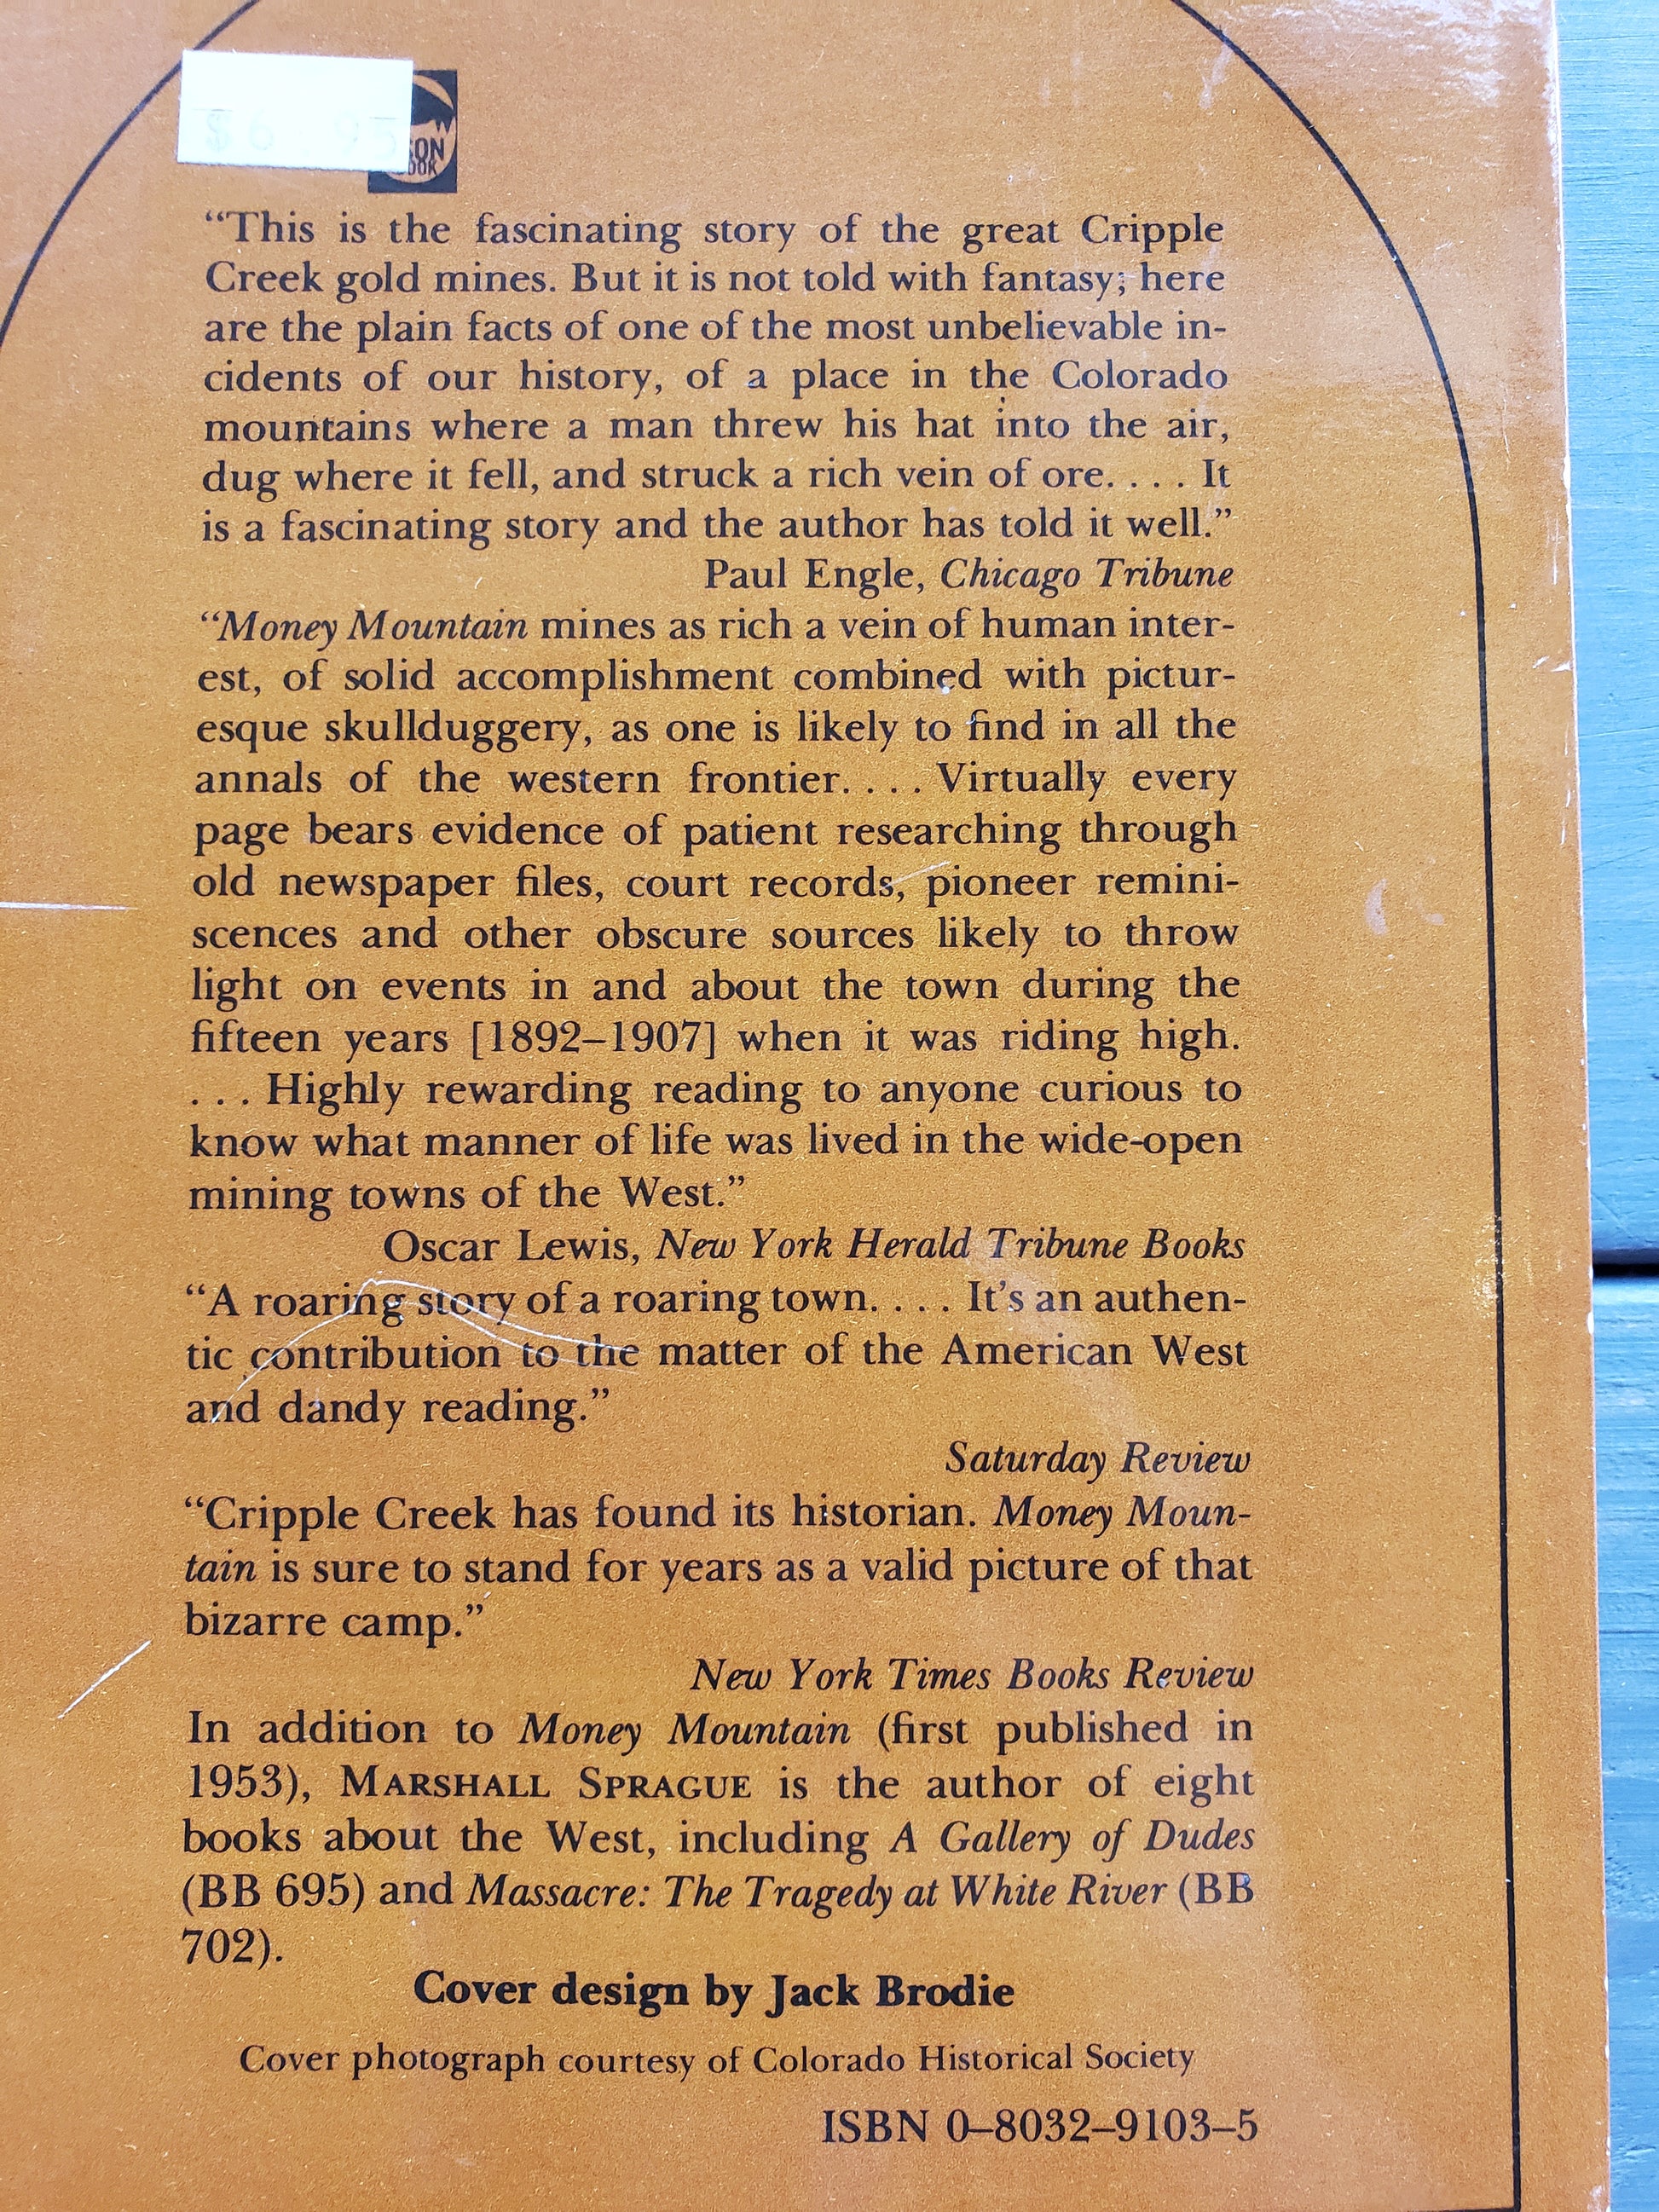 $6.95
SON
OOK
“This is the fascinating story of the great Cripple
Creek gold mines. But it is not told with fantasy; here
are the plain facts of one of the most unbelievable in-
cidents of our history, of a place in the Colorado
mountains where a man threw his hat into the air,
dug where it fell, and struck a rich vein of ore. . . . It
is a fascinating story and the author has told it well.”
Paul Engle, Chicago Tribune
“Money Mountain mines as rich a vein of human inter-
est, of solid accomplishment combined with pictur-
esque skullduggery, as one is likely to find in all the
annals of the western frontier. . . . Virtually every
page bears evidence of patient researching through
old newspaper files, court records, pioneer remini-
scences and other obscure sources likely to throw
light on events in and about the town during the
fifteen years [1892–1907] when it was riding high.
. . . Highly rewarding reading to anyone curious to
know what manner of life was lived in the wide-open
mining towns of the West.”
Oscar Lewis, New York Herald Tribune Books
“A roaring story of a roaring town. . . . It’s an authen-
tic contribution to the matter of the American West
and dandy reading.”
Saturday Review
“Cripple Creek has found its historian. Money Moun-
tain is sure to stand for years as a valid picture of that
bizarre camp.”
New York Times Books Review
In addition to Money Mountain (first published in
1953), MARSHALL SPRAGUE is the author of eight
books about the West, including A Gallery of Dudes
(BB 695) and Massacre: The Tragedy at White River (BB
702).
Cover design by Jack Brodie
Cover photograph courtesy of Colorado Historical Society
ISBN 0–8032–9103–5